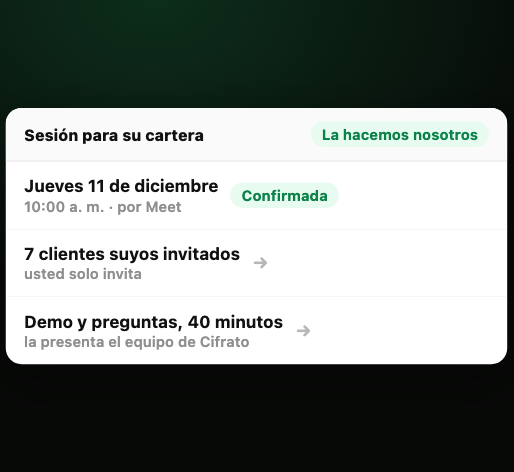 Sesión para su cartera
La hacemos nosotros
Jueves 11 de diciembre
10:00 a. m. · por Meet
Confirmada
7 clientes suyos invitados
usted solo invita
→
Demo y preguntas, 40 minutos
la presenta el equipo de Cifrato
→